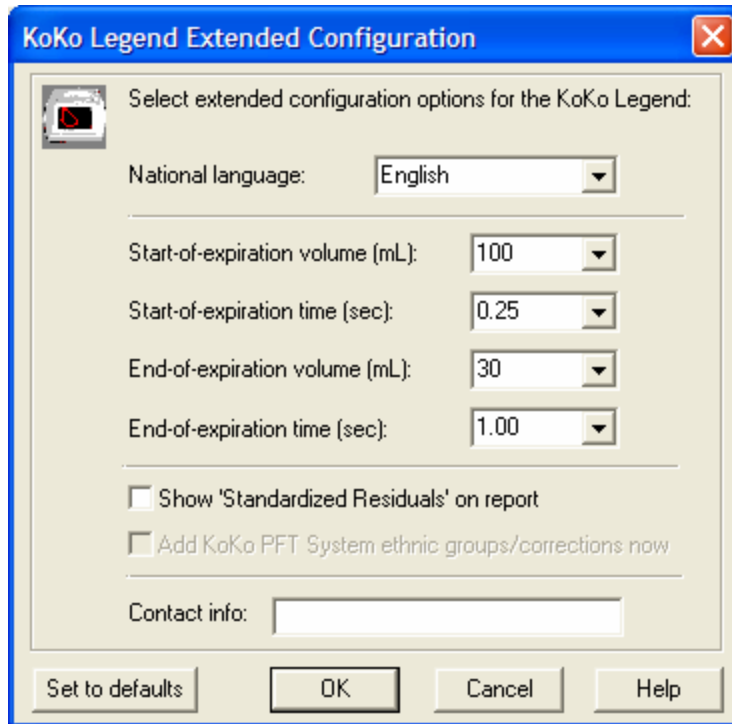 KoKo Legend Extended Configuration
Select extended configuration options for the KoKo Legend:
National language: English
Start-of-expiration volume (mL): 100
Start-of-expiration time (sec): 0.25
End-of-expiration volume (mL): 30
End-of-expiration time (sec): 1.00
Show 'Standardized Residuals' on report
Add KoKo PFT System ethnic groups/corrections now
Contact info:
Set to defaults OK Cancel Help